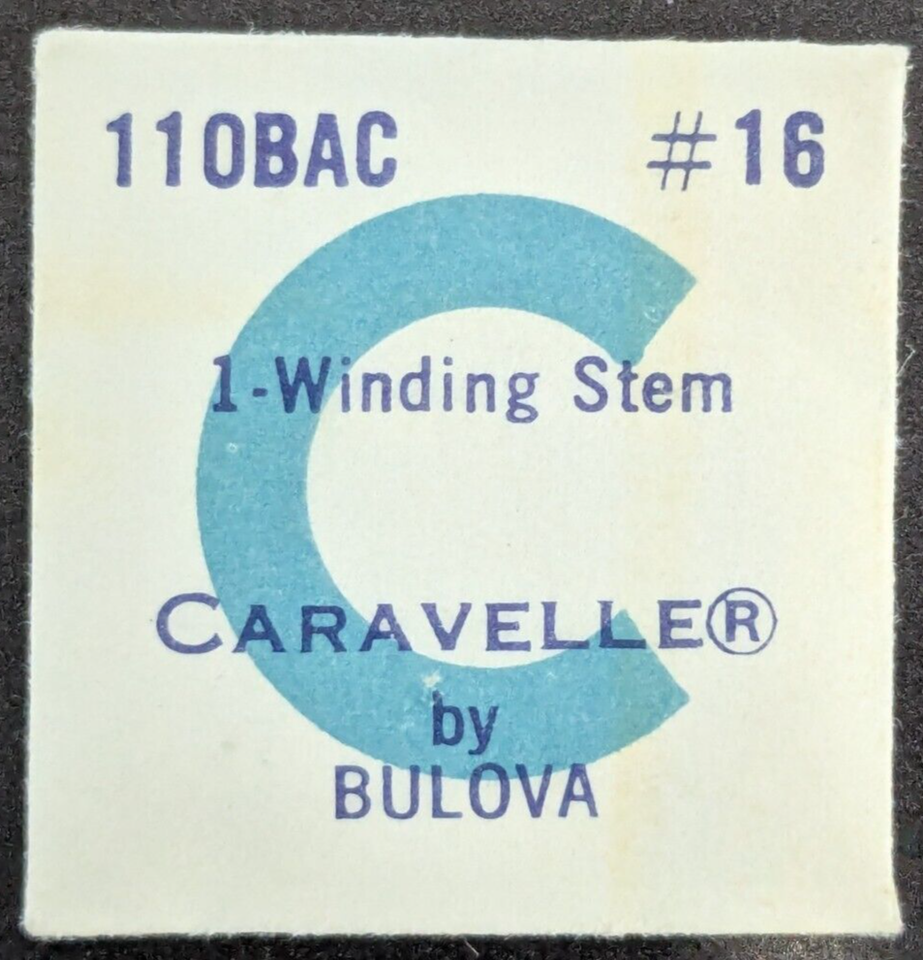 110BAC #16
1-Winding Stem
CARAVELLE®
by
BULOVA